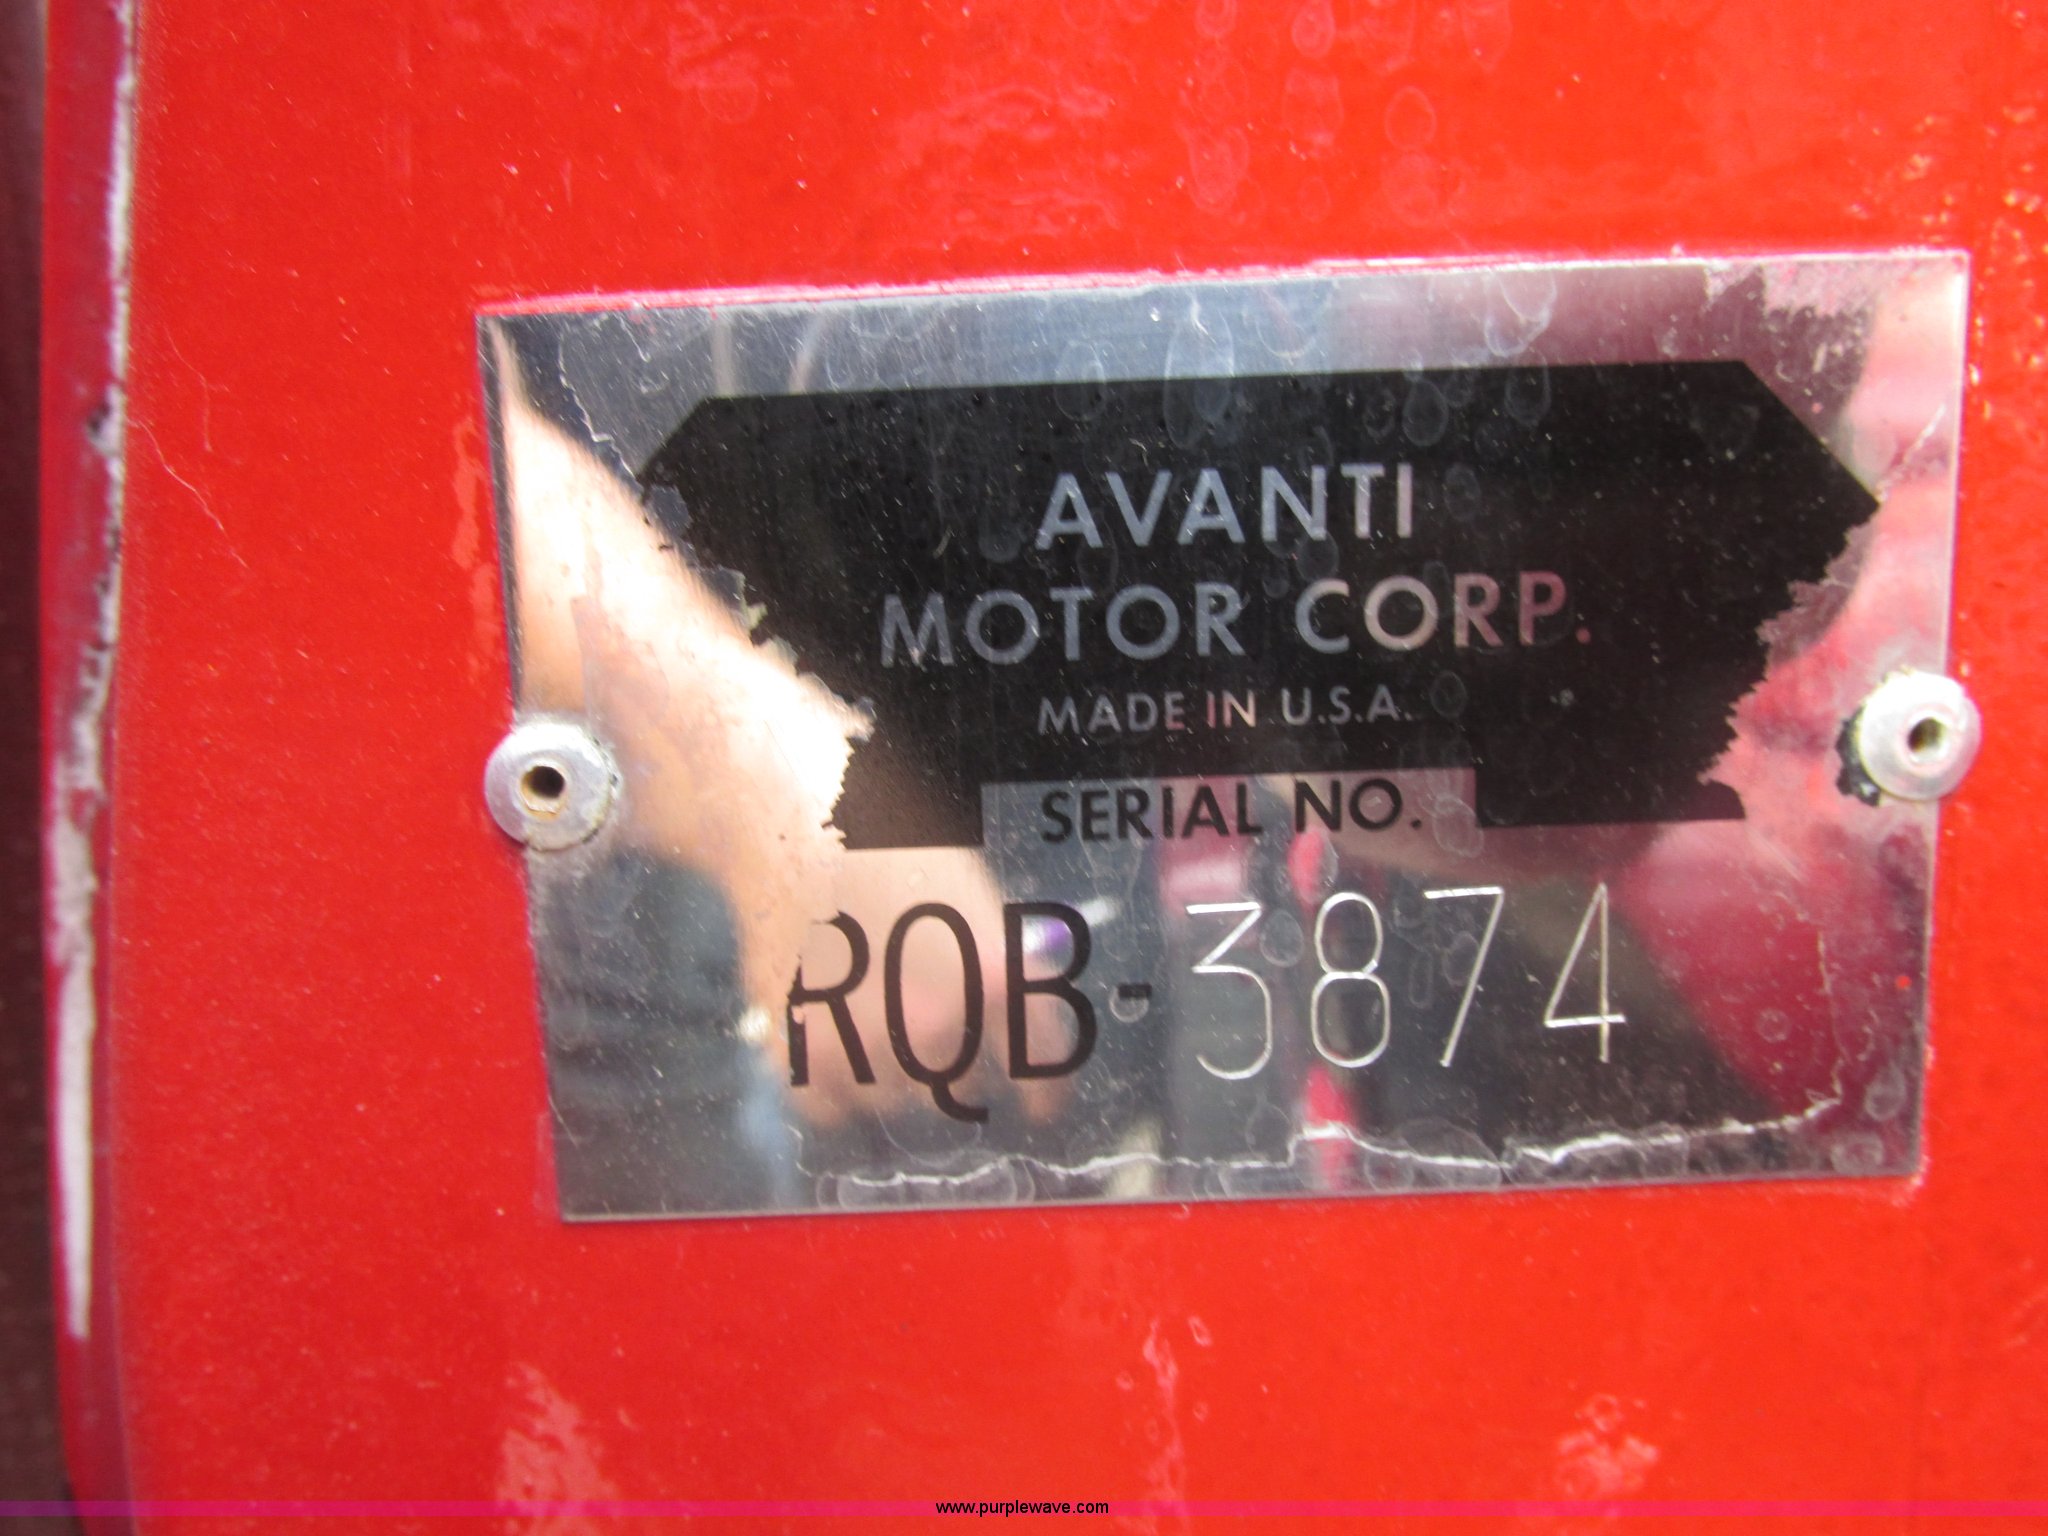 AVANTI
MOTOR CORP.
MADE IN U.S.A.
SERIAL NO.
RQB-3874
www.purplewave.com